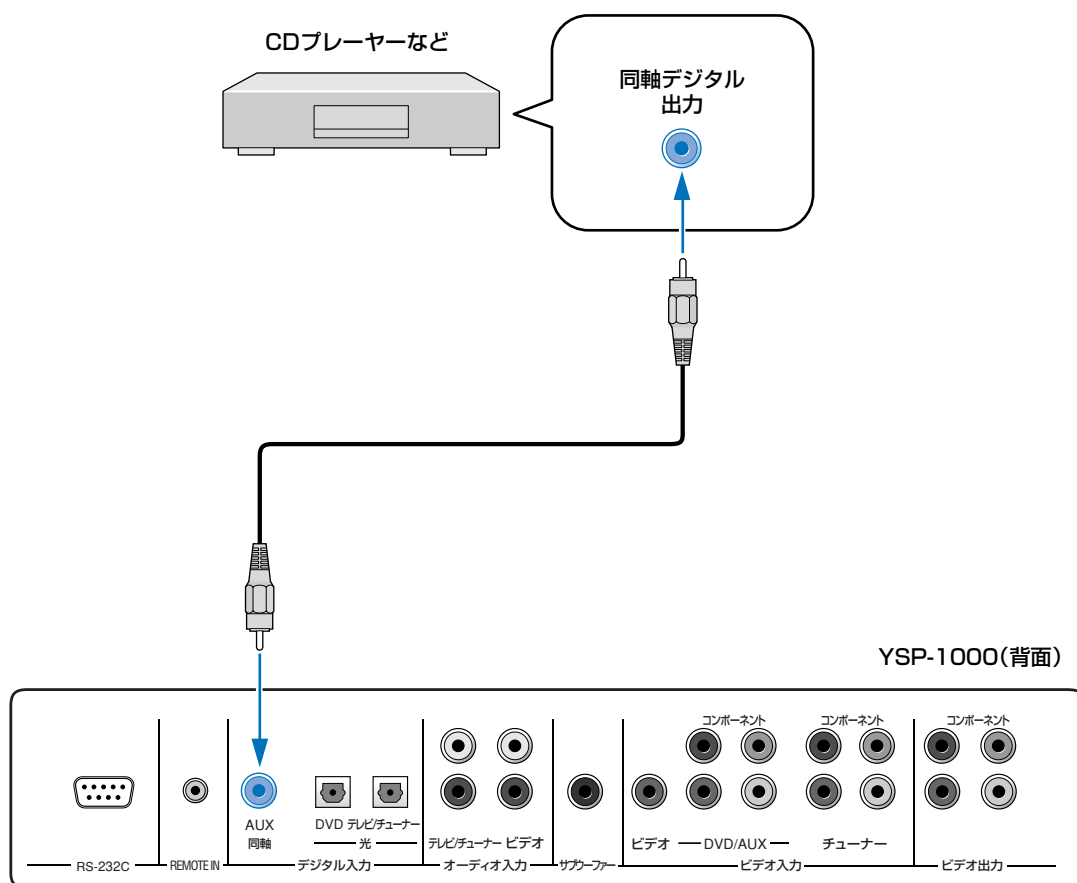 CDプレーヤーなど
同軸デジタル
出力
YSP-1000(背面)
コンポーネント コンポーネント コンポーネント
AUX DVD テレビ/チューナー
同軸 光 テレビ/チューナー ビデオ ビデオ DVD/AUX チューナー
RS-232C REMOTE IN デジタル入力 オーディオ入力 サブウーファー ビデオ入力 ビデオ出力